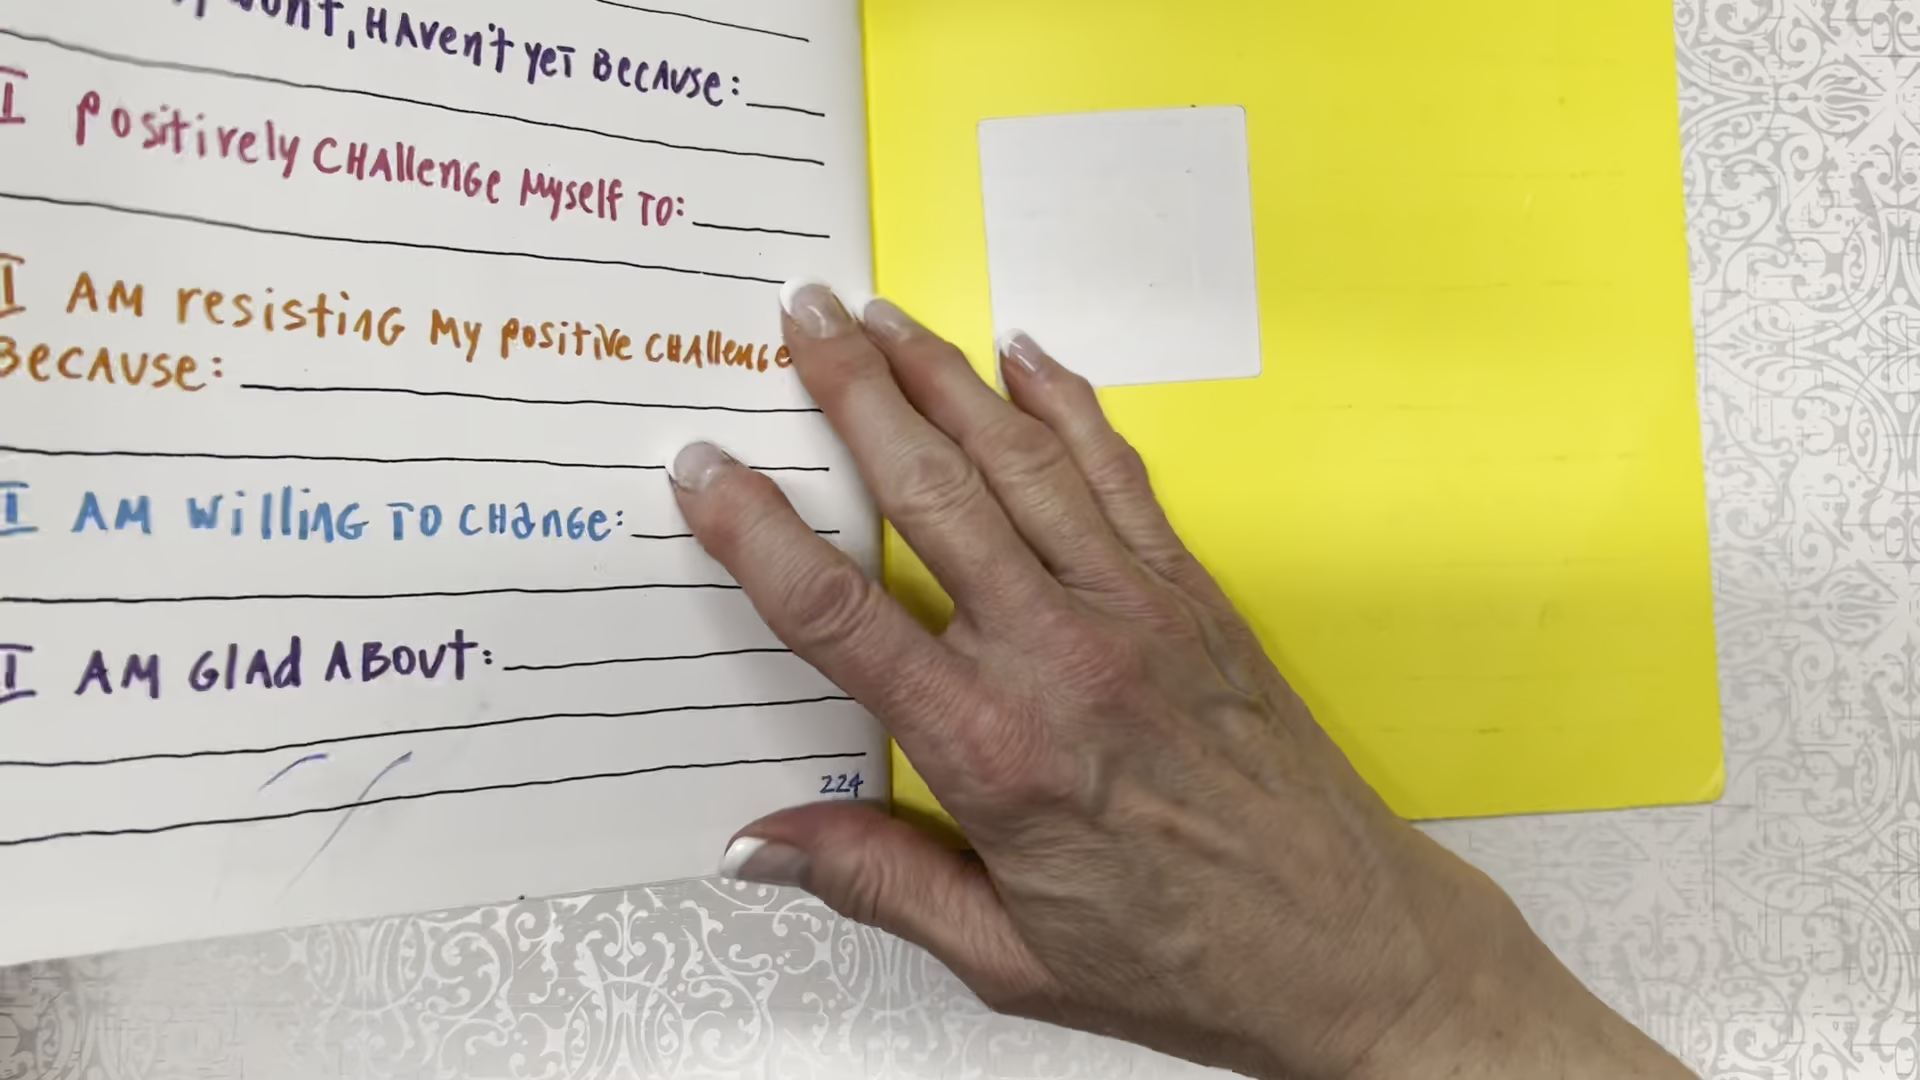 HAven't yet Because:
I positively CHAllenGe Myself TO:
I AM resistinG My positive CHAllenGe
Because:
I AM willinG TO CHanGe:
I AM GlAd ABOUT:
224